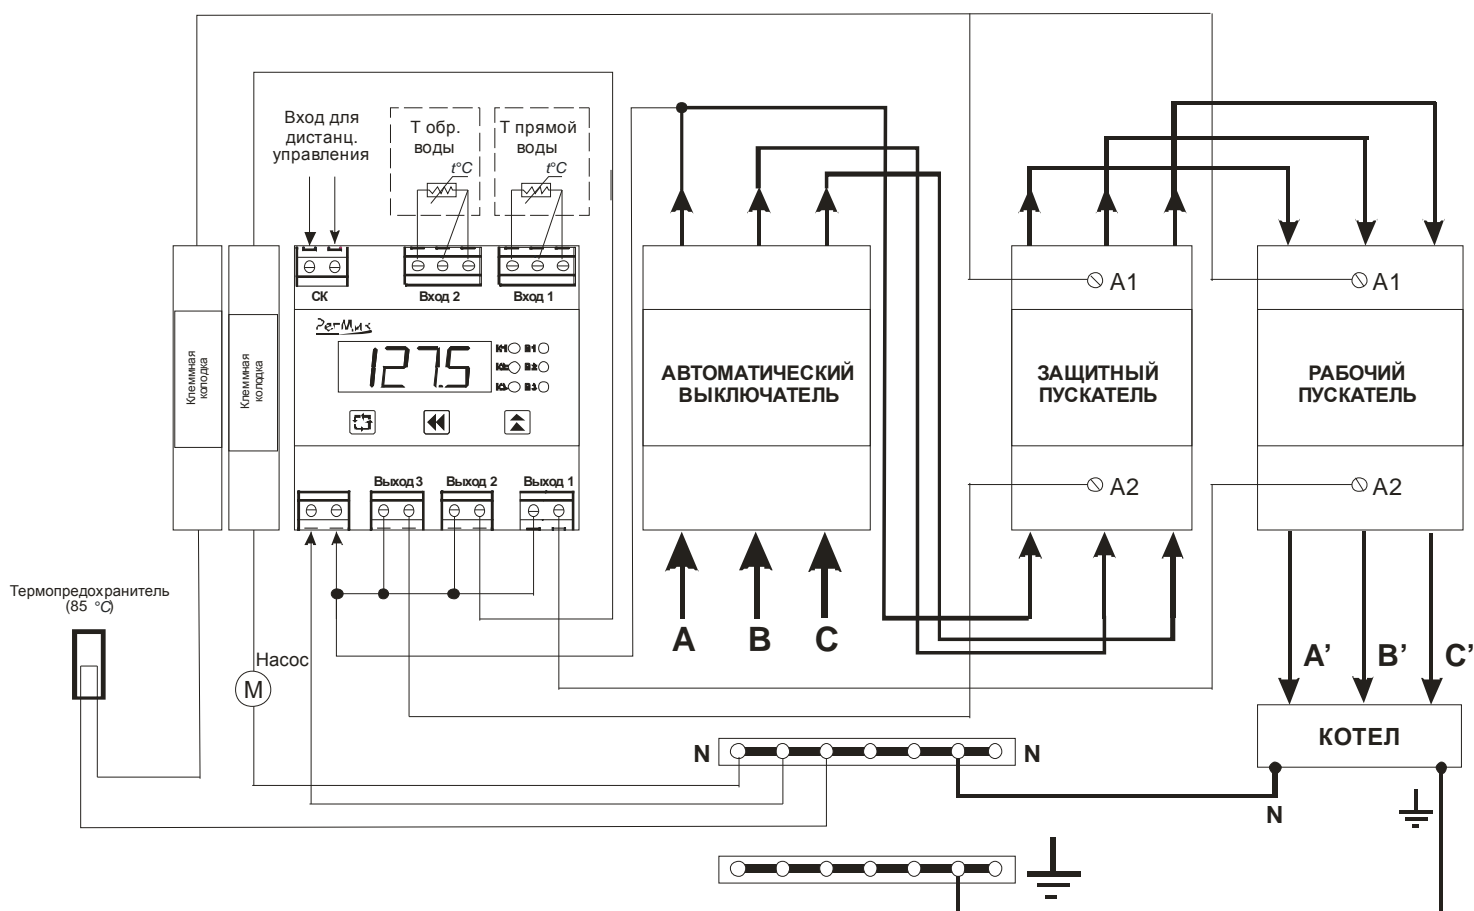 Вход для
дистанц.
управления
Т обр.
воды
t°C
Т прямой
воды
t°C
СК
Вход 2
Вход 1
РегМик
127.5
К1 В1
К2 В2
К3 В3
Клеммная
колодка
Клеммная
колодка
Выход 3
Выход 2
Выход 1
АВТОМАТИЧЕСКИЙ
ВЫКЛЮЧАТЕЛЬ
A1
ЗАЩИТНЫЙ
ПУСКАТЕЛЬ
A2
A1
РАБОЧИЙ
ПУСКАТЕЛЬ
A2
Термопредохранитель
(85 °C)
Насос
M
A
B
C
A’
B’
C’
КОТЕЛ
N
N
N